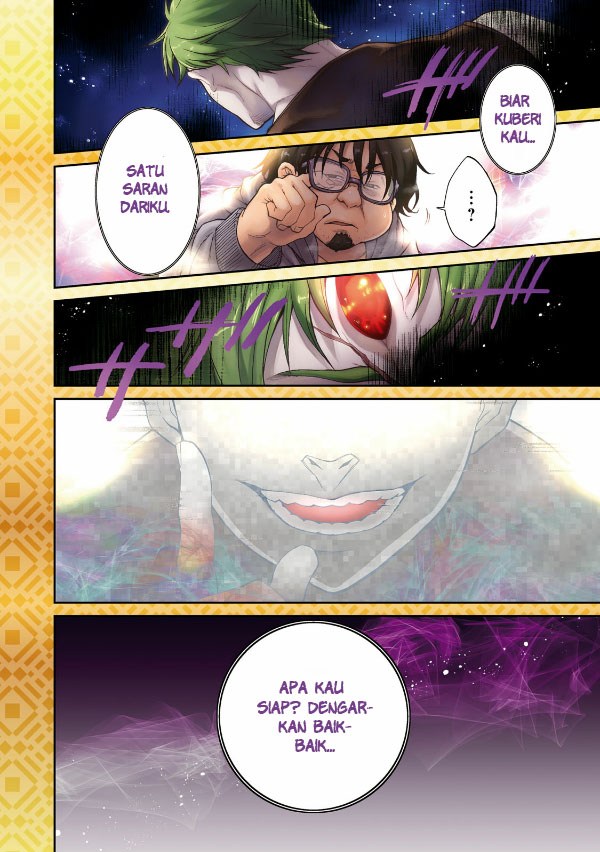 BIAR
KUBERI
KAU...
SATU
SARAN
DARIKU.
…?
APA KAU
SIAP? DENGAR-
KAN BAIK-
BAIK...